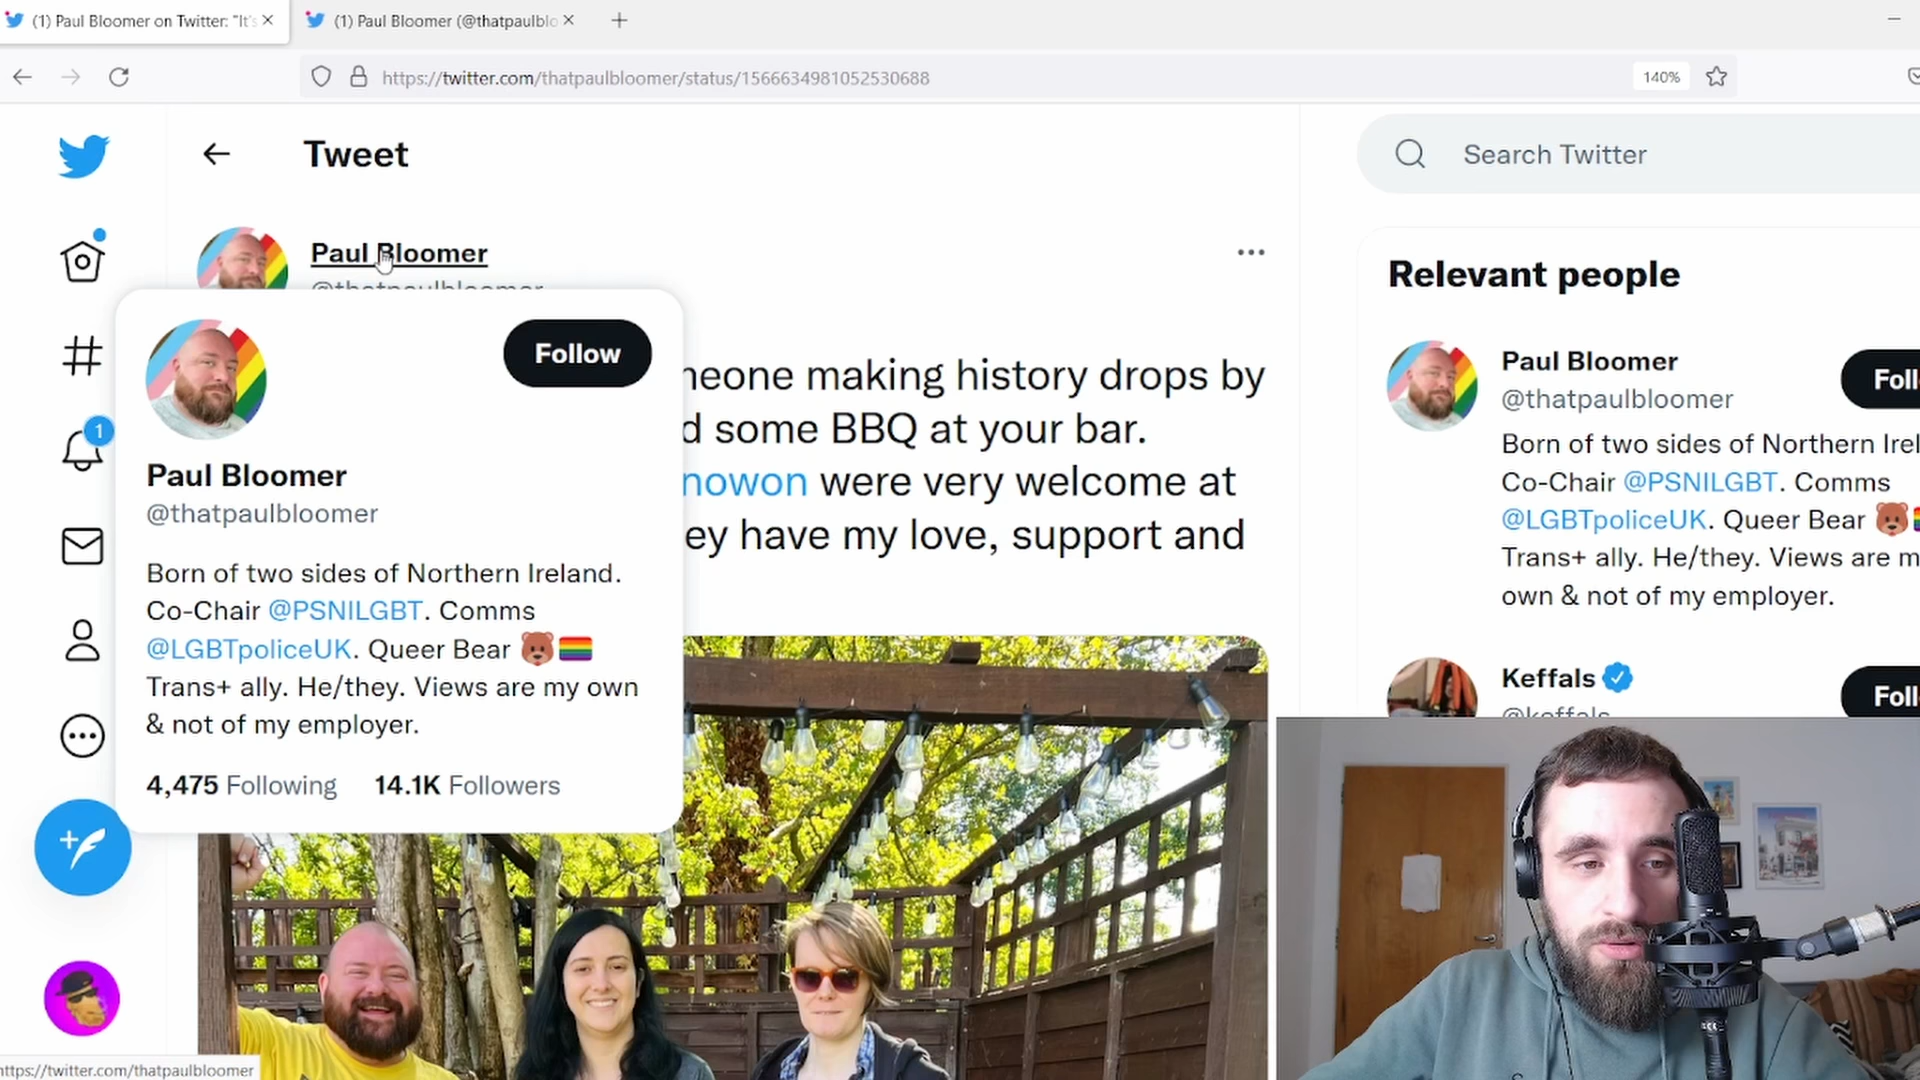 (1) Paul Bloomer on Twitter: "It's
(1) Paul Bloomer (@thatpaulblo
https://twitter.com/thatpaulbloomer/status/1566634981052530688
140%
Tweet
Search Twitter
Paul Bloomer
@thatpaulbloomer
Follow
Paul Bloomer
@thatpaulbloomer
Born of two sides of Northern Ireland.
Co-Chair @PSNILGBT. Comms
@LGBTpoliceUK. Queer Bear 🐻🏳️‍🌈
Trans+ ally. He/they. Views are my own
& not of my employer.
4,475 Following 14.1K Followers
neone making history drops by
d some BBQ at your bar.
nowon were very welcome at
ey have my love, support and
Relevant people
Paul Bloomer
@thatpaulbloomer
Foll
Born of two sides of Northern Irel
Co-Chair @PSNILGBT. Comms
@LGBTpoliceUK. Queer Bear 🐻
Trans+ ally. He/they. Views are m
own & not of my employer.
Keffals
@keffals
Foll
1
https://twitter.com/thatpaulbloomer